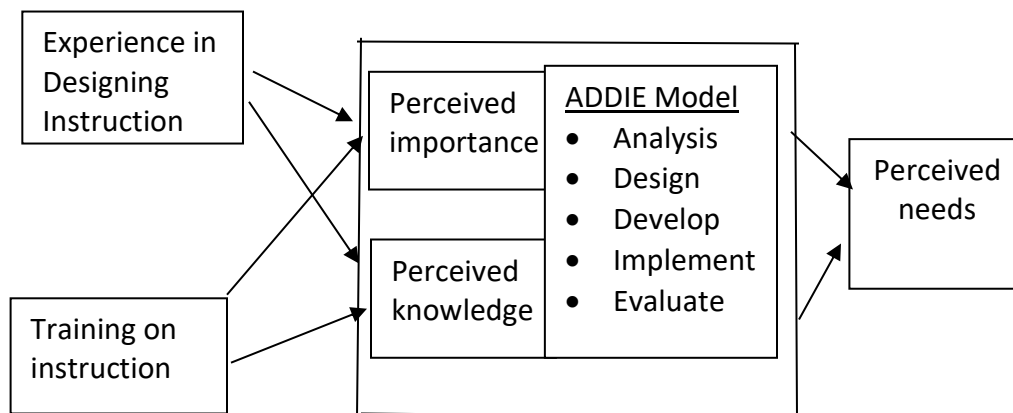 Experience in
Designing
Instruction
Training on
instruction
Perceived
importance
Perceived
knowledge
ADDIE Model
• Analysis
• Design
• Develop
• Implement
• Evaluate
Perceived
needs